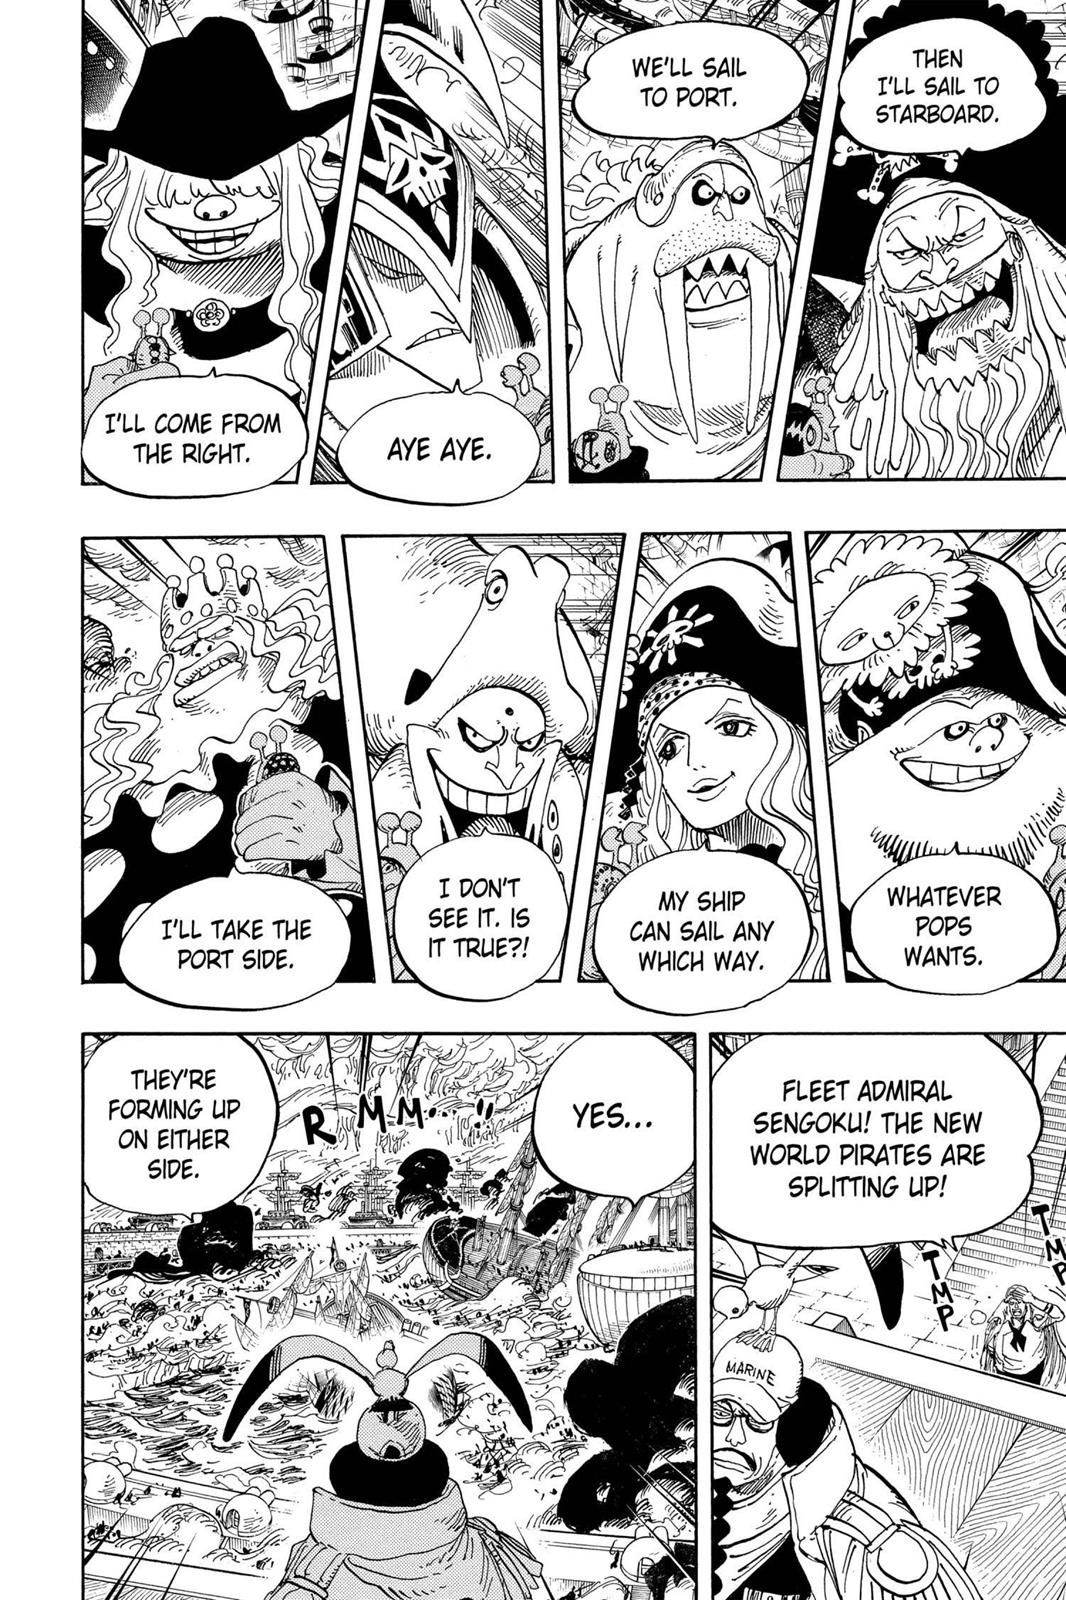 THEN
I'LL SAIL TO
STARBOARD.
WE'LL SAIL
TO PORT.
AYE AYE.
I'LL COME FROM
THE RIGHT.
WHATEVER
POPS
WANTS.
MY SHIP
CAN SAIL ANY
WHICH WAY.
I DON'T
SEE IT. IS
IT TRUE?!
I'LL TAKE THE
PORT SIDE.
FLEET ADMIRAL
SENGOKU! THE NEW
WORLD PIRATES ARE
SPLITTING UP!
TMP
TMP
MARINE
YES...
RMMM...!!
THEY'RE
FORMING UP
ON EITHER
SIDE.